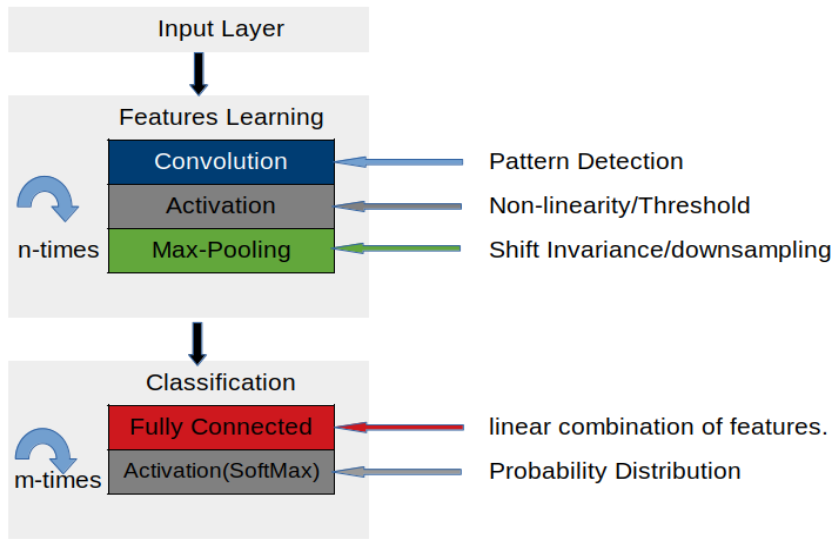 Input Layer
Features Learning
Convolution
Pattern Detection
Activation
Non-linearity/Threshold
n-times
Max-Pooling
Shift Invariance/downsampling
Classification
Fully Connected
linear combination of features.
m-times
Activation(SoftMax)
Probability Distribution